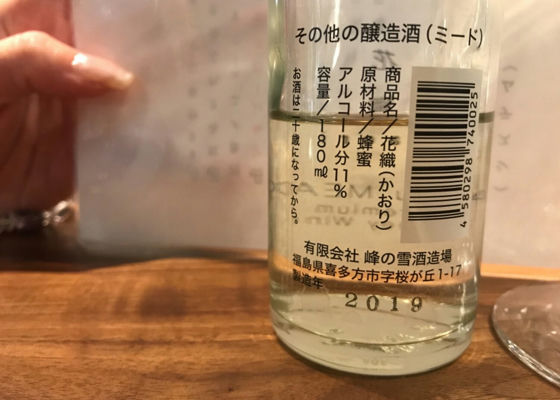 その他の醸造酒(ミード)
商品名/花織(かおり)
原材料/蜂蜜
アルコール分11%
容量/180㎖
お酒は二十歳になってから。
4 580298 740025
有限会社 峰の雪酒造場
福島県喜多方市字桜が丘1-17
製造年
2019